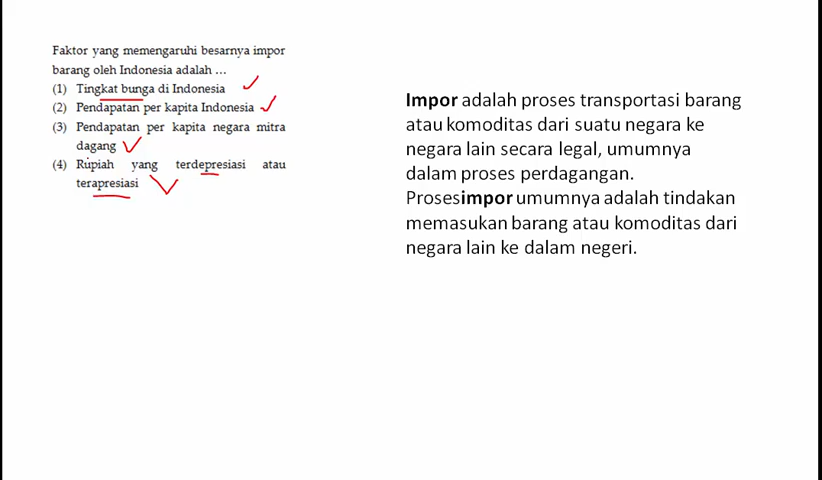 Faktor yang memengaruhi besarnya impor
barang oleh Indonesia adalah ...
(1) Tingkat bunga di Indonesia
(2) Pendapatan per kapita Indonesia
(3) Pendapatan per kapita negara mitra
dagang
(4) Rupiah yang terdepresiasi atau
terapresiasi
Impor adalah proses transportasi barang
atau komoditas dari suatu negara ke
negara lain secara legal, umumnya
dalam proses perdagangan.
Prosesimpor umumnya adalah tindakan
memasukan barang atau komoditas dari
negara lain ke dalam negeri.